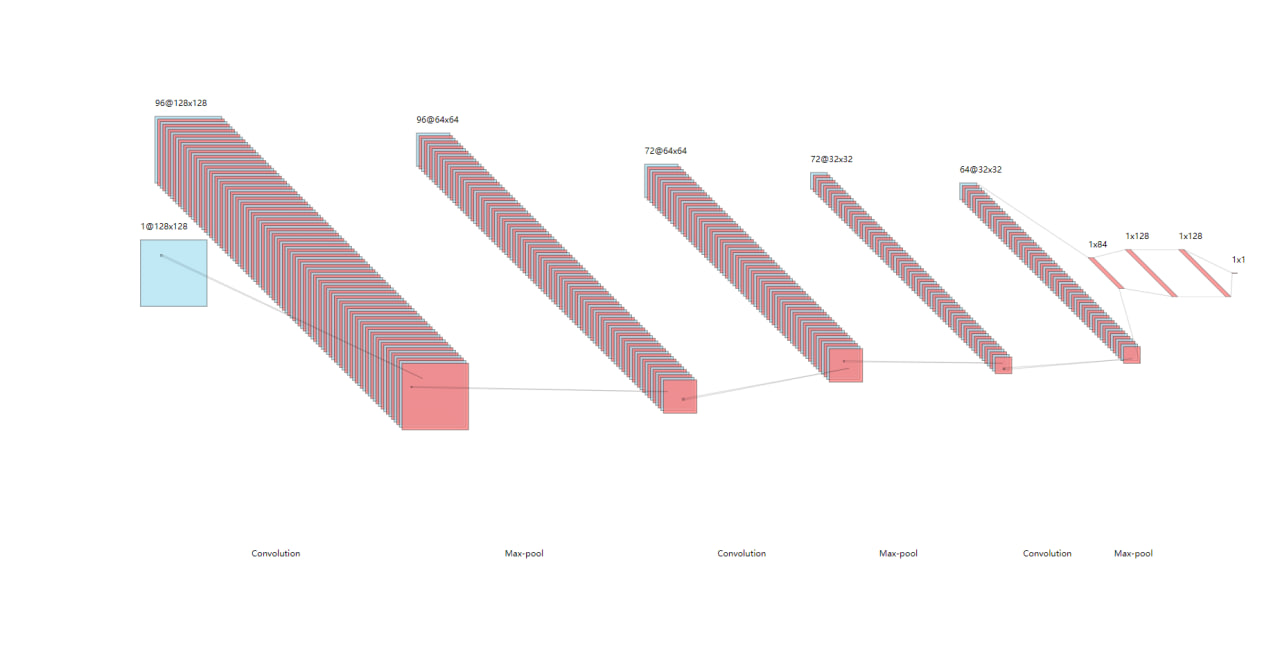 96@128x128
96@64x64
72@64x64
72@32x32
64@32x32
1@128x128
1x84
1x128
1x128
1x1
Convolution
Max-pool
Convolution
Max-pool
Convolution
Max-pool